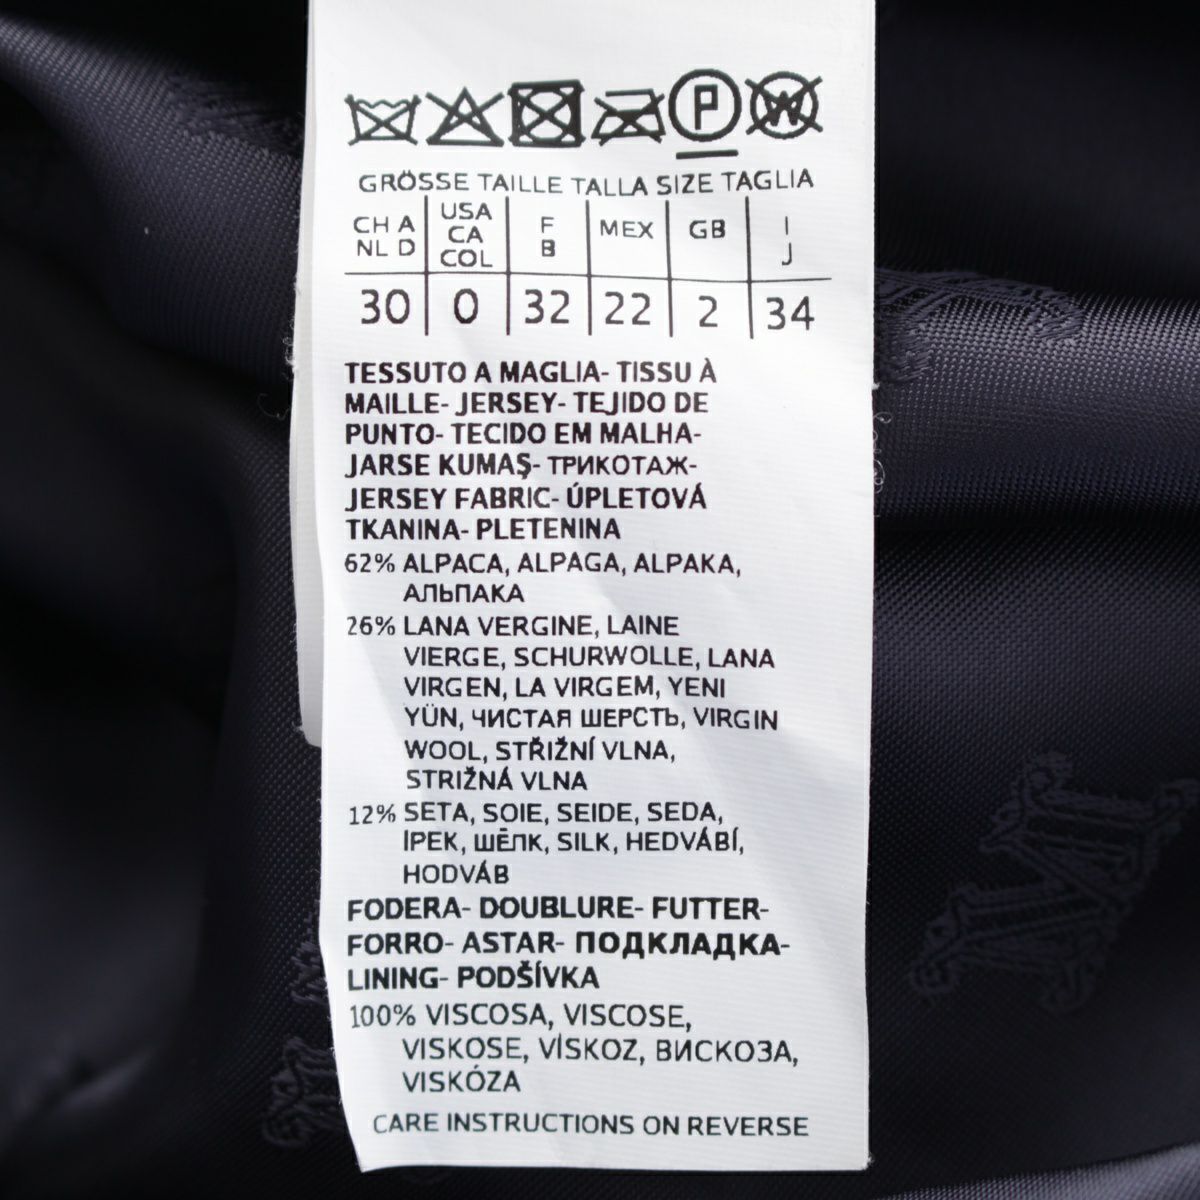 P W
GRÖSSE TAILLE TALLA SIZE TAGLIA
CH A NL D USA CA COL F B MEX GB I J
30 0 32 22 2 34
TESSUTO A MAGLIA- TISSU À
MAILLE- JERSEY- TEJIDO DE
PUNTO- TECIDO EM MALHA-
JARSE KUMAŞ- ТРИКОТАЖ-
JERSEY FABRIC- ÚPLETOVÁ
TKANINA- PLETENINA
62% ALPACA, ALPAGA, ALPAKA,
АЛЬПАКА
26% LANA VERGINE, LAINE
VIERGE, SCHURWOLLE, LANA
VIRGEN, LA VIRGEM, YENI
YÜN, ЧИСТАЯ ШЕРСТЬ, VIRGIN
WOOL, STŘIŽNÍ VLNA,
STRIŽNÁ VLNA
12% SETA, SOIE, SEIDE, SEDA,
İPEK, ШЁЛК, SILK, HEDVÁBÍ,
HODVÁB
FODERA- DOUBLURE- FUTTER-
FORRO- ASTAR- ПОДКЛАДКА-
LINING- PODŠÍVKA
100% VISCOSA, VISCOSE,
VISKOSE, VİSKOZ, ВИСКОЗА,
VISKÓZA
CARE INSTRUCTIONS ON REVERSE